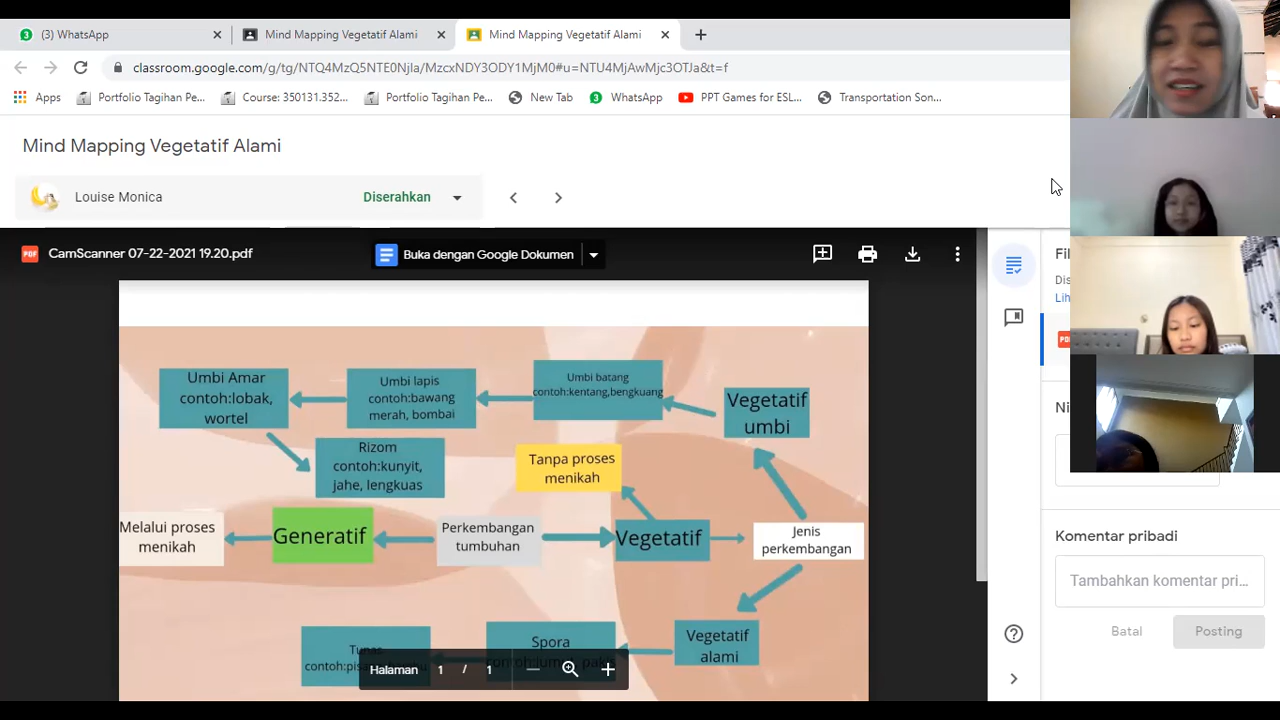 (3) WhatsApp
Mind Mapping Vegetatif Alami
Mind Mapping Vegetatif Alami
classroom.google.com/g/tg/NTQ4MzQ5NTE0NjIa/MzcxNDY3ODY1MjM0#u=NTU4MjAwMjc3OTJa&t=f
Apps
Portfolio Tagihan Pe...
Course: 350131.352...
Portfolio Tagihan Pe...
New Tab
WhatsApp
PPT Games for ESL...
Transportation Son...
Mind Mapping Vegetatif Alami
Louise Monica
Diserahkan
PDF
CamScanner 07-22-2021 19.20.pdf
Buka dengan Google Dokumen
Umbi Amar
contoh:lobak,
wortel
Umbi lapis
contoh:bawang
merah, bombai
Umbi batang
contoh:kentang,bengkuang
Vegetatif
umbi
Rizom
contoh:kunyit,
jahe, lengkuas
Tanpa proses
menikah
Melalui proses
menikah
Generatif
Perkembangan
tumbuhan
Vegetatif
Jenis
perkembangan
Vegetatif
alami
Spora
Tunas
Halaman 1 / 1
Komentar pribadi
Tambahkan komentar pri...
Batal
Posting